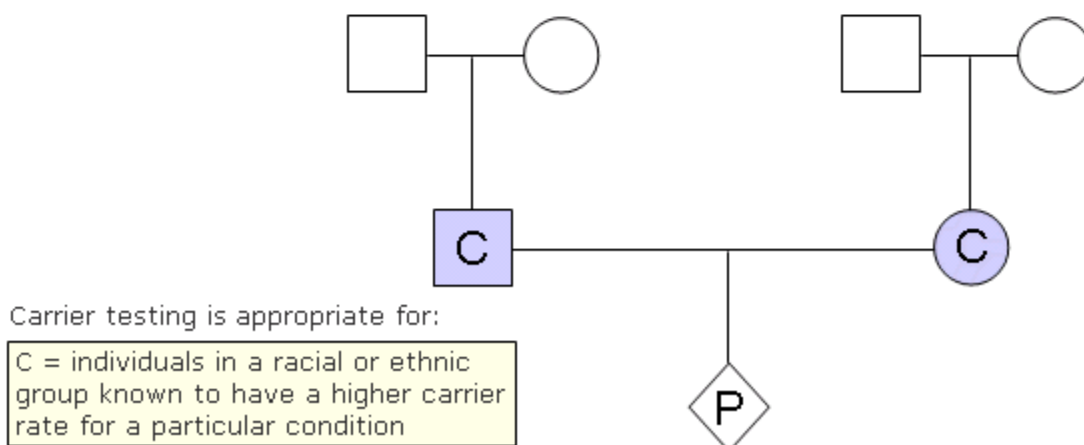 C
C
Carrier testing is appropriate for:
C = individuals in a racial or ethnic
group known to have a higher carrier
rate for a particular condition
P